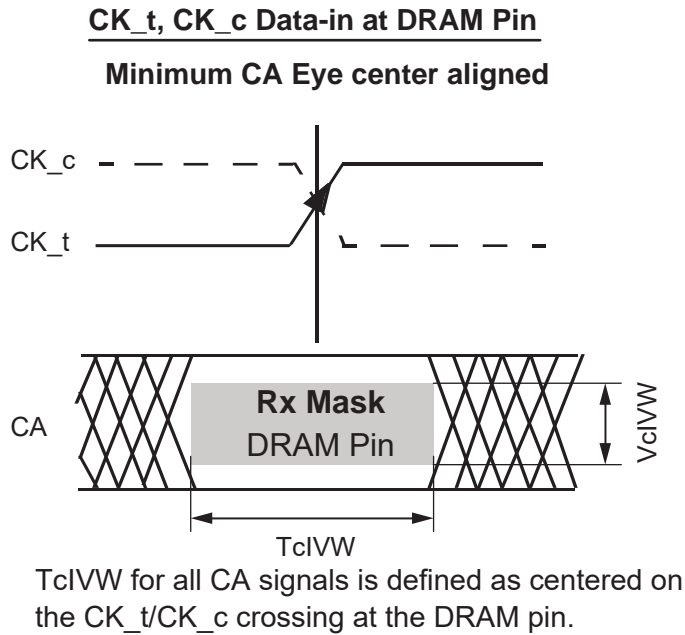 CK_t, CK_c Data-in at DRAM Pin
Minimum CA Eye center aligned
CK_c
CK_t
CA
Rx Mask
DRAM Pin
VcIVW
TcIVW
TcIVW for all CA signals is defined as centered on
the CK_t/CK_c crossing at the DRAM pin.